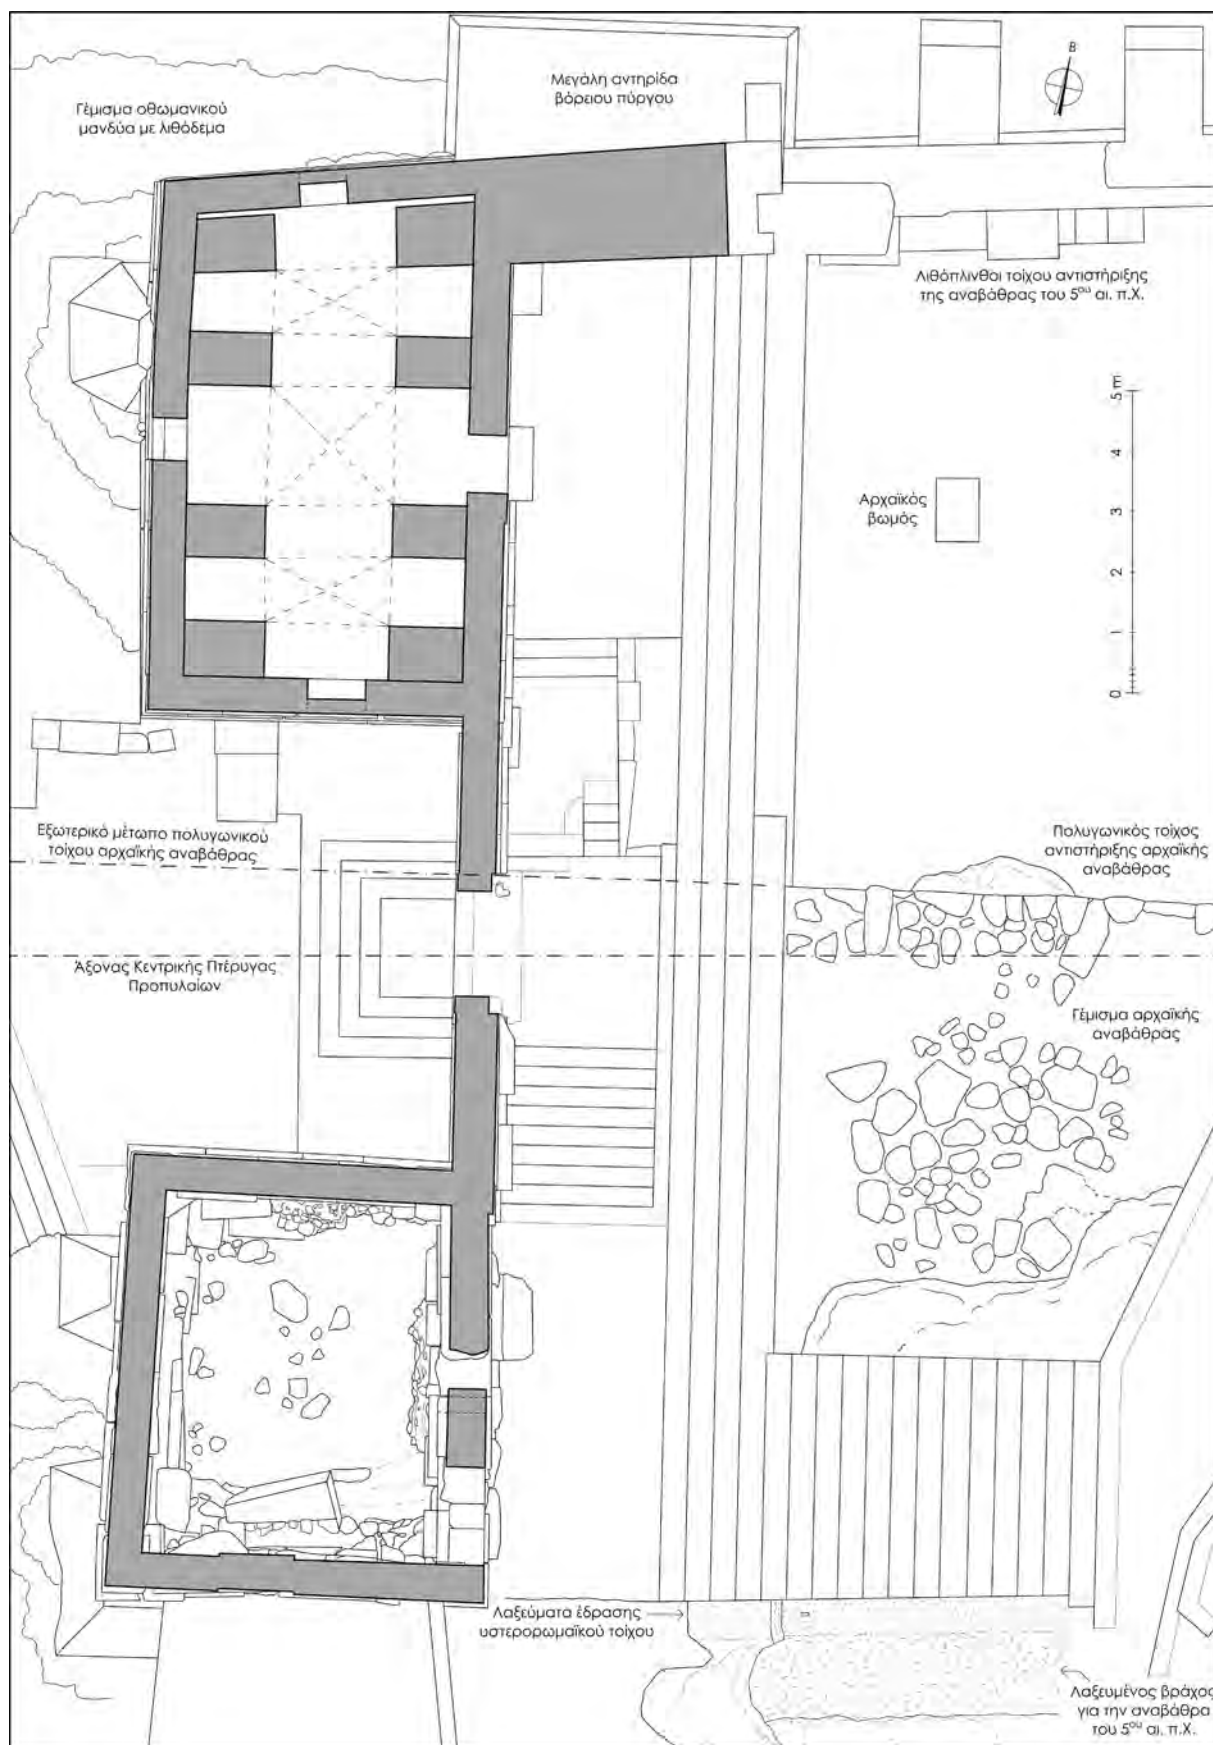 Β
Μεγάλη αντηρίδα
βόρειου πύργου
Γέμισμα οθωμανικού
μανδύα με λιθόδεμα
Λιθόπλινθοι τοίχου αντιστήριξης
της αναβάθρας του 5ου αι. π.Χ.
Αρχαϊκός
βωμός
5 Ε
4
3
2
1
0
Εξωτερικό μέτωπο πολυγωνικού
τοίχου αρχαϊκής αναβάθρας
Πολυγωνικός τοίχος
αντιστήριξης αρχαϊκής
αναβάθρας
Άξονας Κεντρικής Πτέρυγας
Προπυλαίων
Γέμισμα αρχαϊκής
αναβάθρας
Λαξεύματα έδρασης
υστερορωμαϊκού τοίχου
Λαξευμένος βράχος
για την αναβάθρα
του 5ου αι. π.Χ.